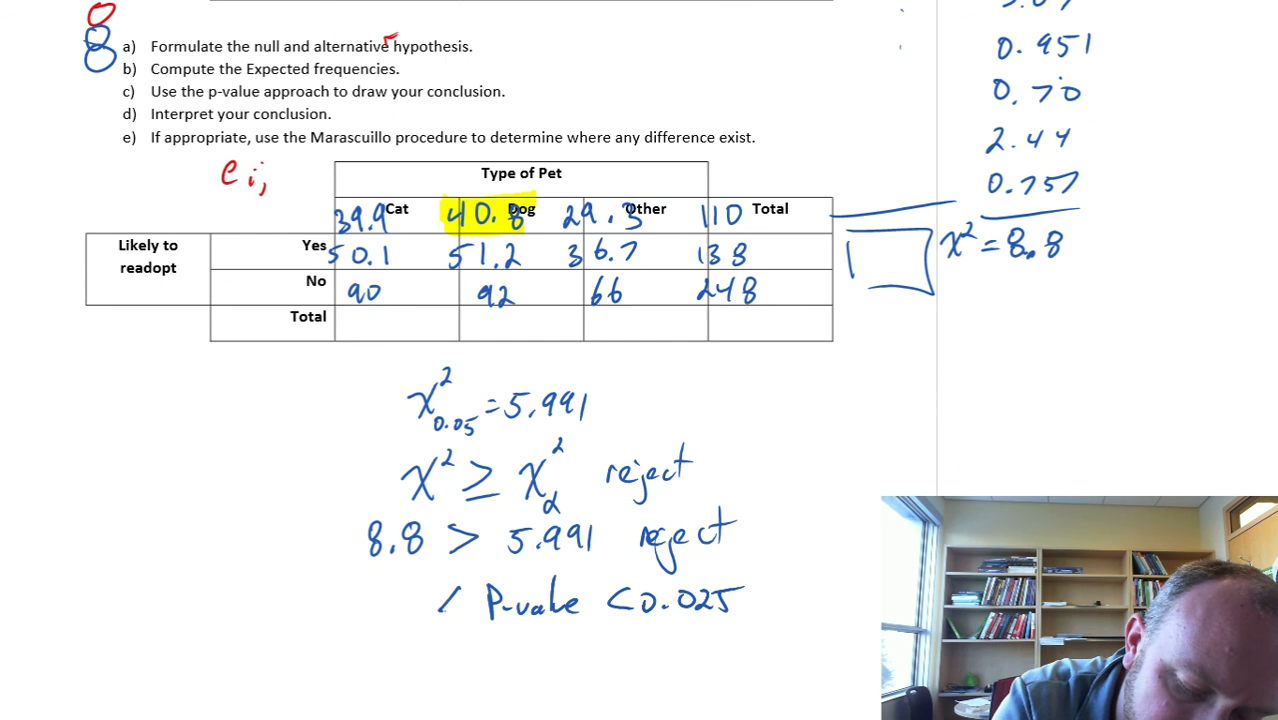 8
a) Formulate the null and alternative hypothesis.
b) Compute the Expected frequencies.
c) Use the p-value approach to draw your conclusion.
d) Interpret your conclusion.
e) If appropriate, use the Marascuillo procedure to determine where any difference exist.
0.951
0.70
2.44
0.757
χ² = 8.8
eij
Type of Pet
Cat Dog Other Total
39.9 40.8 29.3 110
Likely to readopt
Yes 50.1 51.2 36.7 138
No 90 92 66 248
Total
χ²0.05 = 5.991
χ² ≥ χ²α reject
8.8 > 5.991 reject
P-value < 0.025